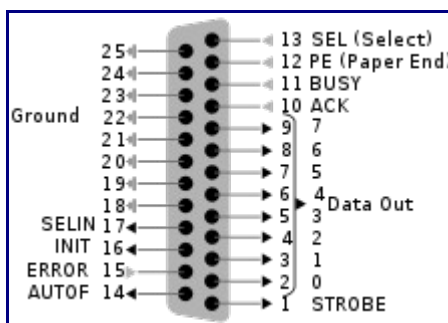 25 13 SEL (Select)
24 12 PE (Paper End)
23 11 BUSY
Ground 22 10 ACK
21 9 7
20 8 6
19 7 5
18 6 4 Data Out
SELIN 17 5 3
INIT 16 4 2
ERROR 15 3 1
AUTOF 14 2 0
1 STROBE